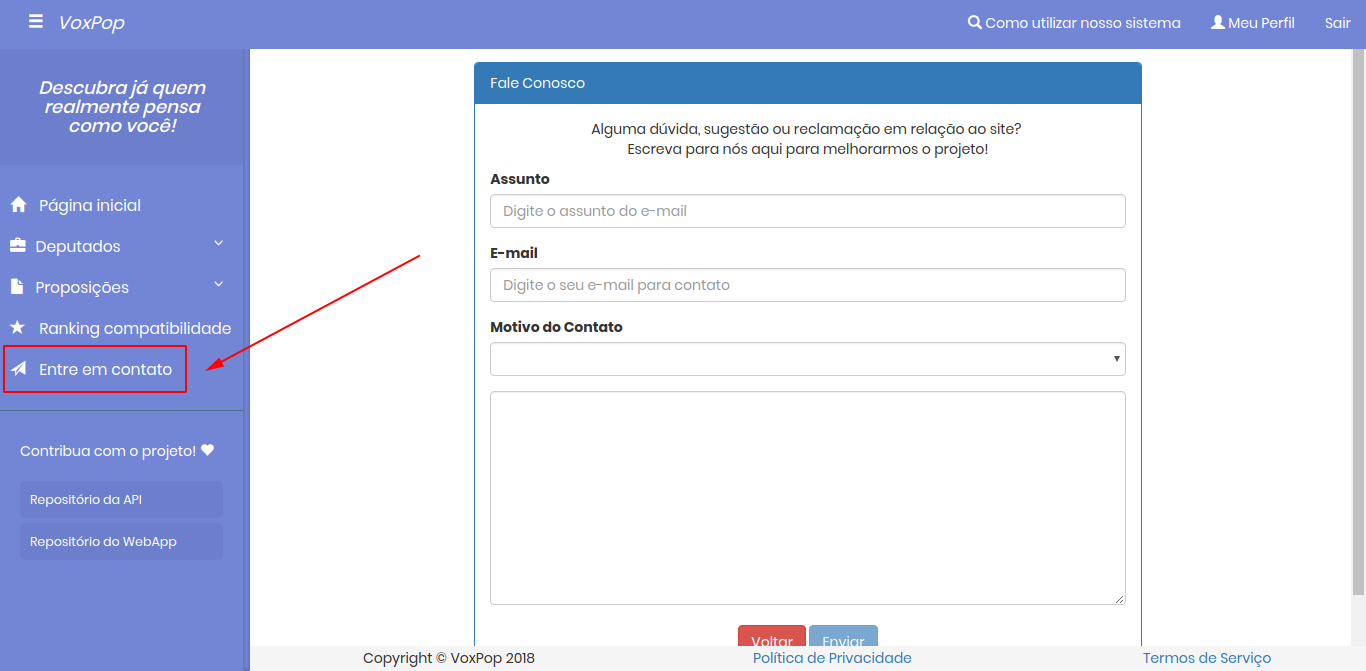 VoxPop
Como utilizar nosso sistema
Meu Perfil
Sair
Descubra já quem
realmente pensa
como você!
Página inicial
Deputados
Proposições
Ranking compatibilidade
Entre em contato
Contribua com o projeto!
Repositório da API
Repositório do WebApp
Fale Conosco
Alguma dúvida, sugestão ou reclamação em relação ao site?
Escreva para nós aqui para melhorarmos o projeto!
Assunto
Digite o assunto do e-mail
E-mail
Digite o seu e-mail para contato
Motivo do Contato
Voltar
Enviar
Copyright © VoxPop 2018
Política de Privacidade
Termos de Serviço